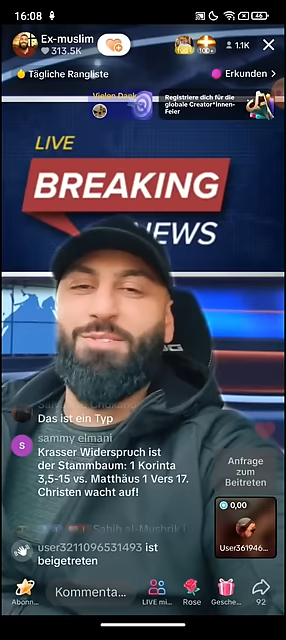 16:08
46
Ex-muslim
313.5K
1.1K
Tägliche Rangliste
Erkunden
Vielen Dank
Registriere dich für die
globale Creator*innen-
Feier
LIVE
BREAKING
NEWS
Das ist ein Typ
sammy elmani
S
Krasser Widerspruch ist
der Stammbaum: 1 Korinta
3,5-15 vs. Matthäus 1 Vers 17.
Christen wacht auf!
Anfrage
zum
Beitreten
0,00
User361946...
user3211096531493 ist
beigetreten
Kommenta...
Abonn...
LIVE mi...
Rose
Gesche...
92